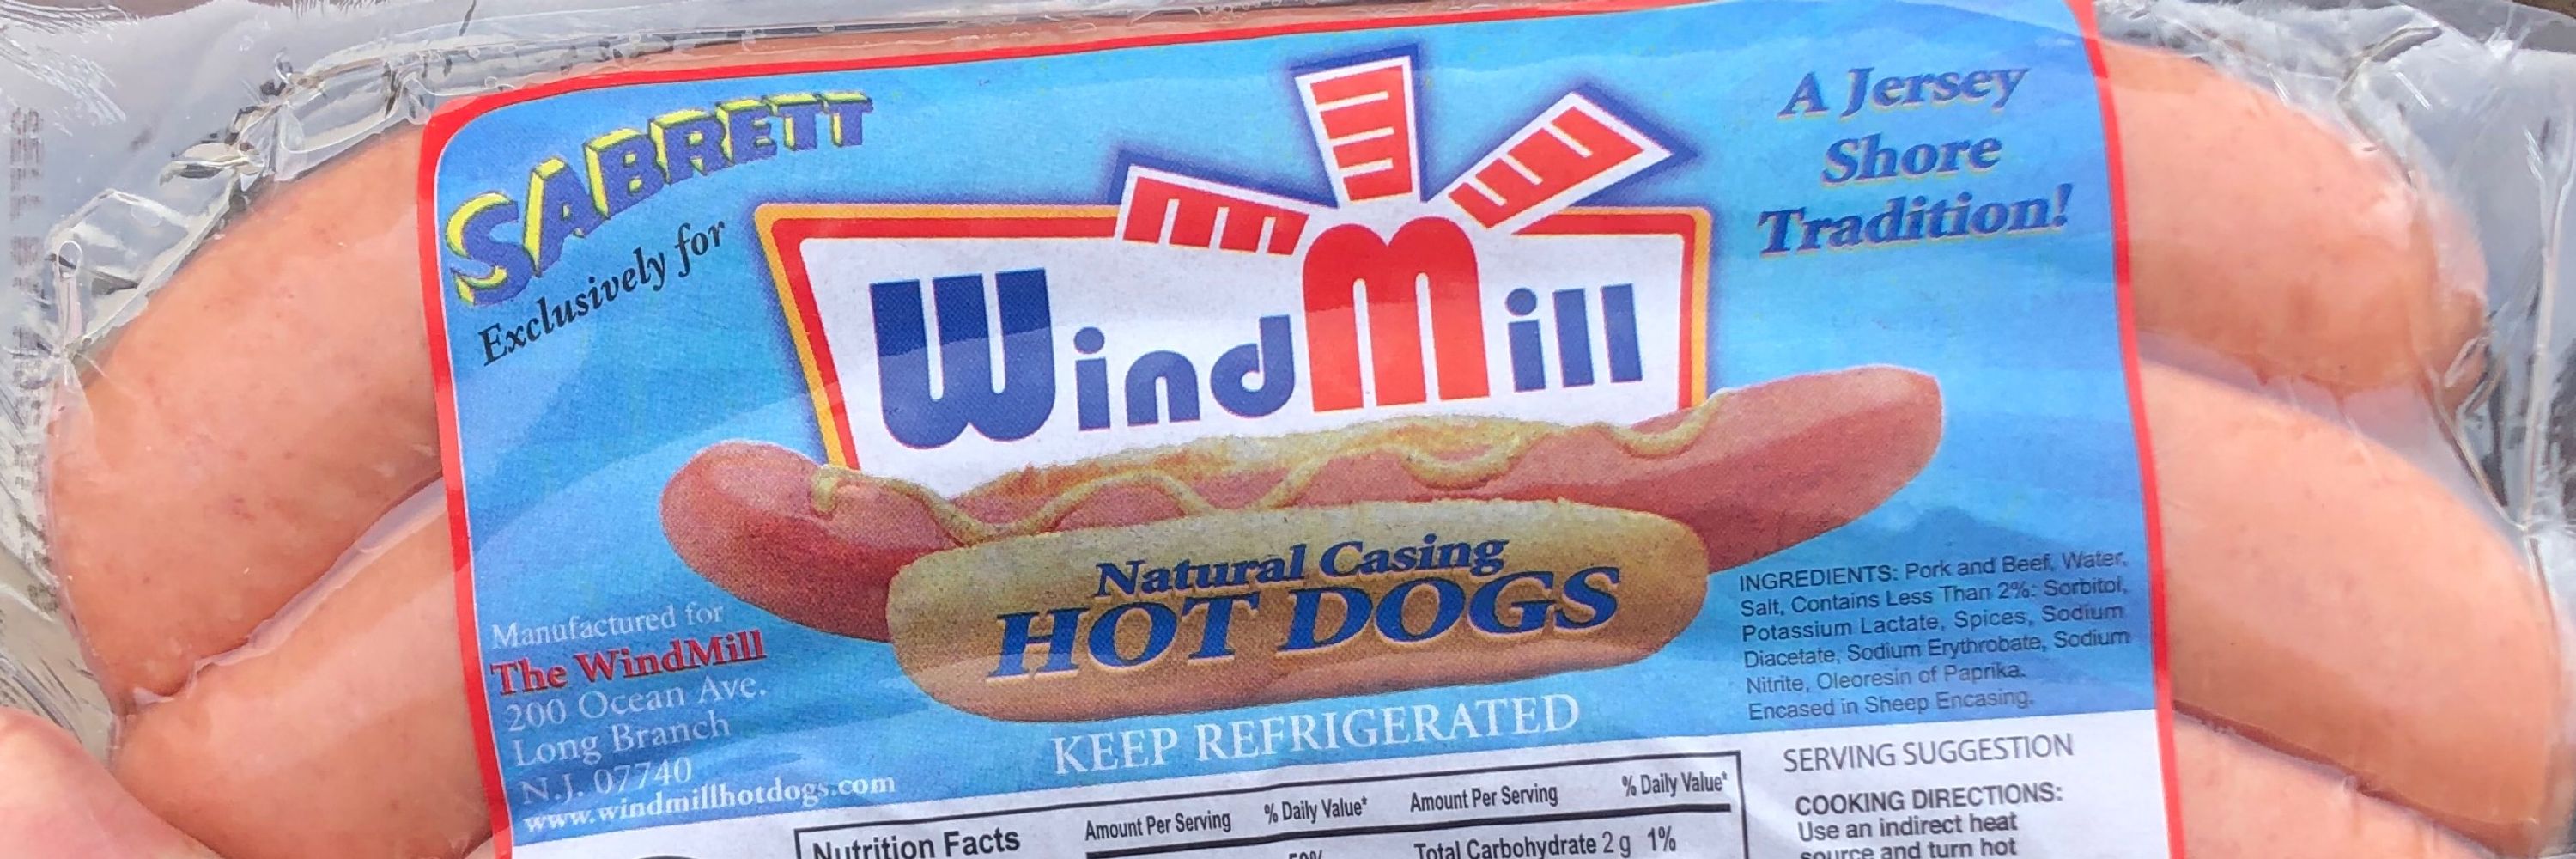 SABRETT
Exclusively for
WindMill
A Jersey
Shore
Tradition!
Natural Casing
HOT DOGS
KEEP REFRIGERATED
Manufactured for
The WindMill
200 Ocean Ave.
Long Branch
N.J. 07740
www.windmillhotdogs.com
INGREDIENTS: Pork and Beef, Water,
Salt, Contains Less Than 2%: Sorbitol,
Potassium Lactate, Spices, Sodium
Diacetate, Sodium Erythrobate, Sodium
Nitrite, Oleoresin of Paprika.
Encased in Sheep Encasing.
SERVING SUGGESTION
COOKING DIRECTIONS:
Use an indirect heat
source and turn hot
Nutrition Facts
Amount Per Serving % Daily Value*
Amount Per Serving % Daily Value*
Total Carbohydrate 2 g 1%